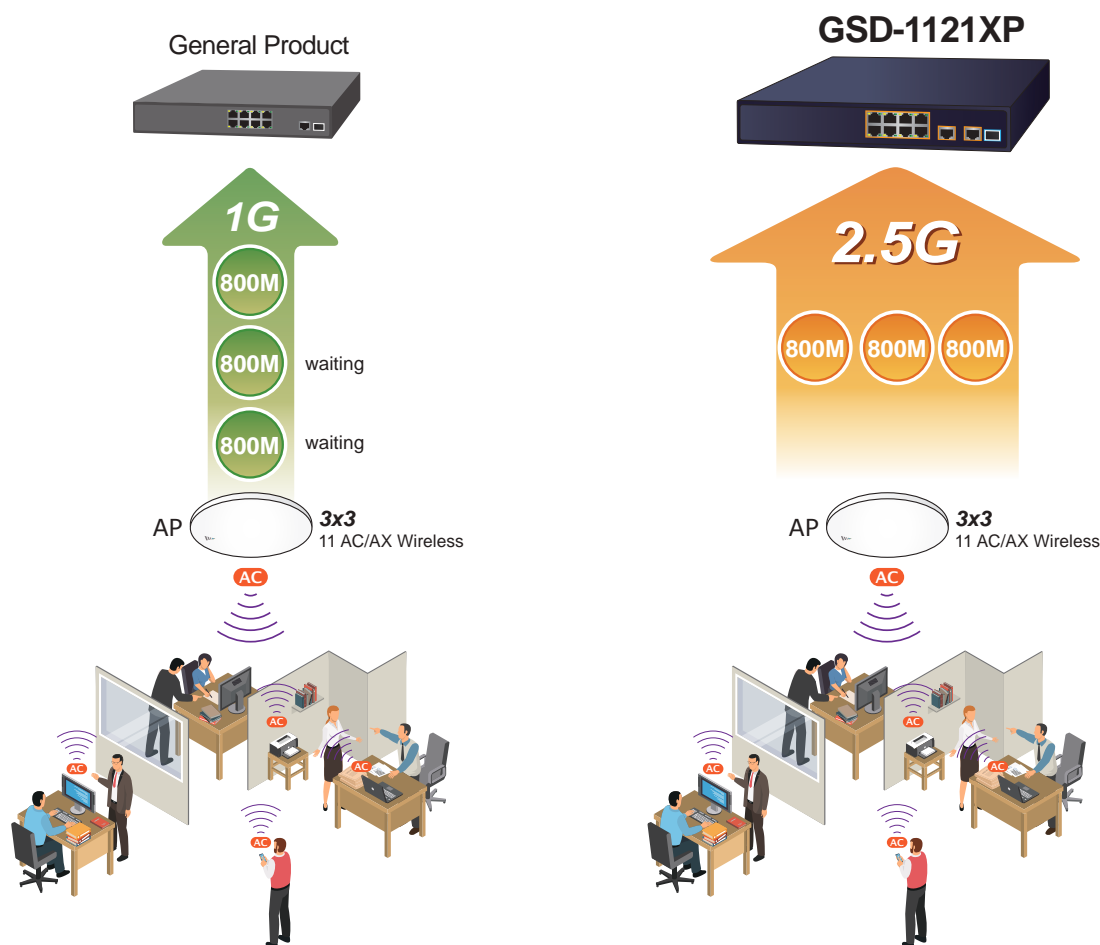 General Product
1G
800M
800M
waiting
800M
waiting
AP
3x3
11 AC/AX Wireless
AC
AC
AC
AC
AC
GSD-1121XP
2.5G
800M 800M 800M
AP
3x3
11 AC/AX Wireless
AC
AC
AC
AC
AC